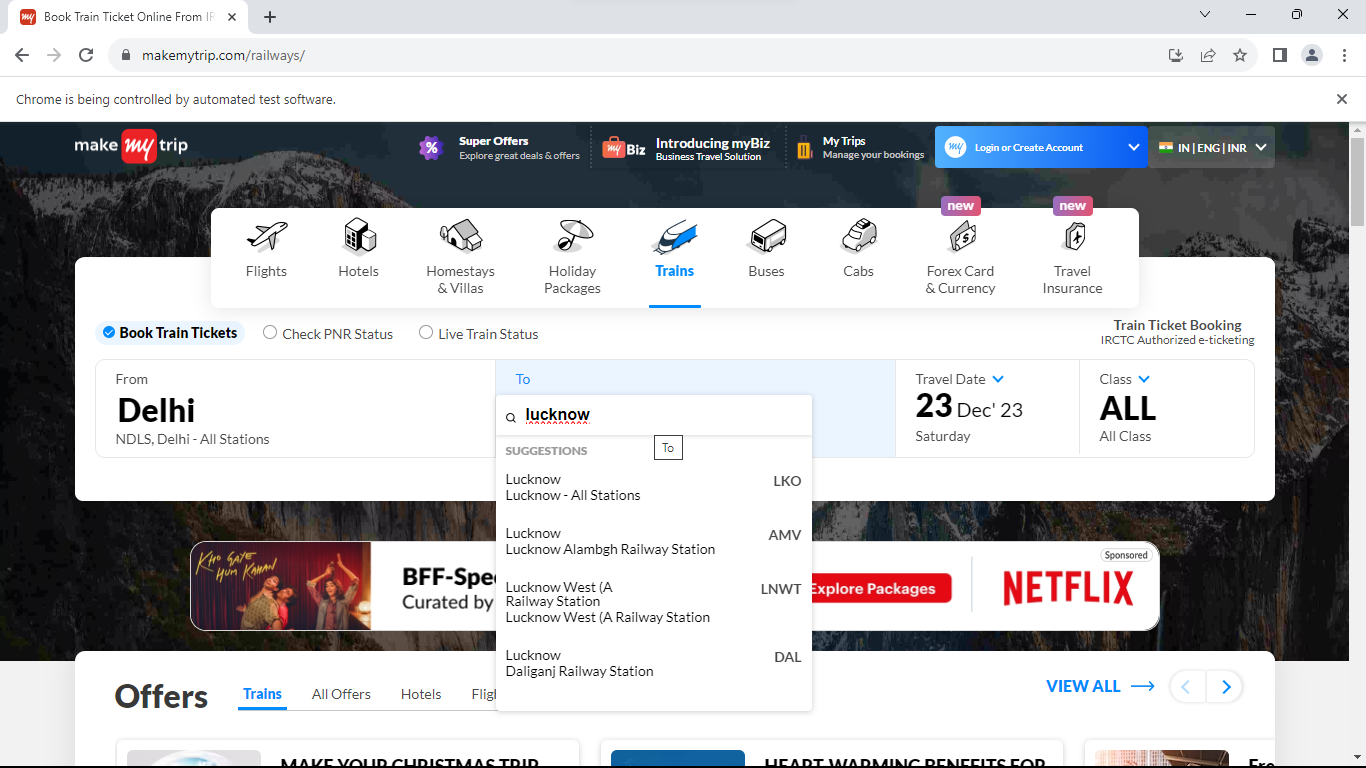 Book Train Ticket Online From IR
makemytrip.com/railways/
Chrome is being controlled by automated test software.
make my trip
Super Offers
Explore great deals & offers
my Biz
Introducing myBiz
Business Travel Solution
My Trips
Manage your bookings
my
Login or Create Account
IN | ENG | INR
new
new
Flights
Hotels
Homestays
& Villas
Holiday
Packages
Trains
Buses
Cabs
Forex Card
& Currency
Travel
Insurance
Book Train Tickets
Check PNR Status
Live Train Status
Train Ticket Booking
IRCTC Authorized e-ticketing
From
Delhi
NDLS, Delhi - All Stations
To
lucknow
To
Travel Date
23 Dec' 23
Saturday
Class
ALL
All Class
SUGGESTIONS
Lucknow
Lucknow - All Stations
LKO
Lucknow
Lucknow Alambgh Railway Station
AMV
Lucknow West (A
Railway Station
Lucknow West (A Railway Station
LNWT
Lucknow
Daliganj Railway Station
DAL
KHO GAYE
HUM KAHAN
BFF-Spe
Curated by
Explore Packages
Sponsored
NETFLIX
Offers
Trains
All Offers
Hotels
Fligh
VIEW ALL
MAKE YOUR CHRISTMAS TRIP
HEART WARMING BENEFITS FOR
Fre